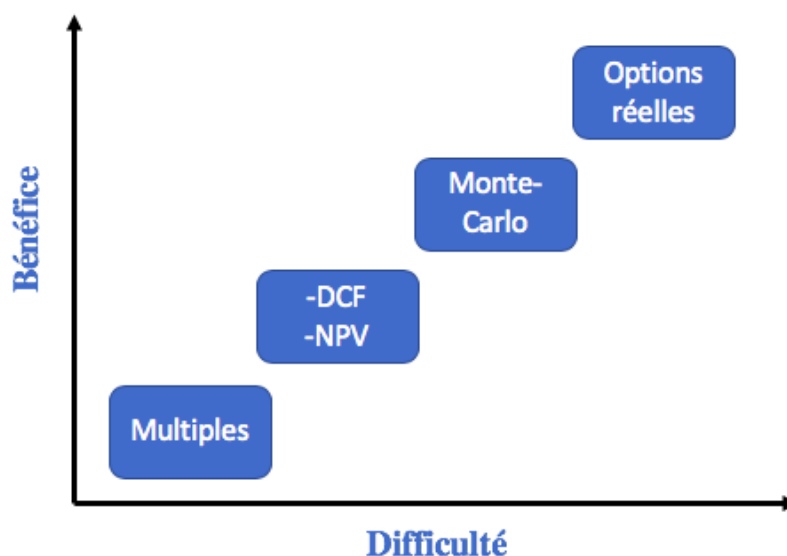 Options
réelles
Monte-
Carlo
-DCF
-NPV
Multiples
Bénéfice
Difficulté